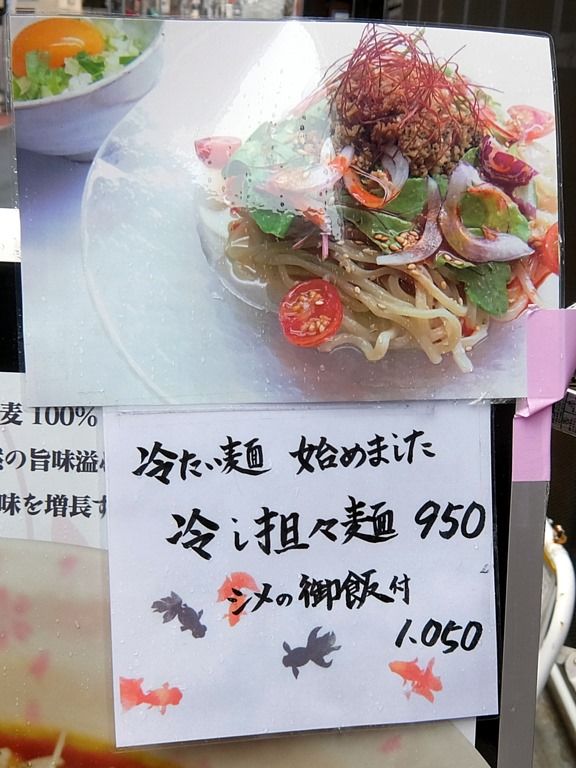 麦 100%
の旨味溢
味を増長す
冷たい麺 始めました
冷し担々麺 950
シメの御飯付
1.050